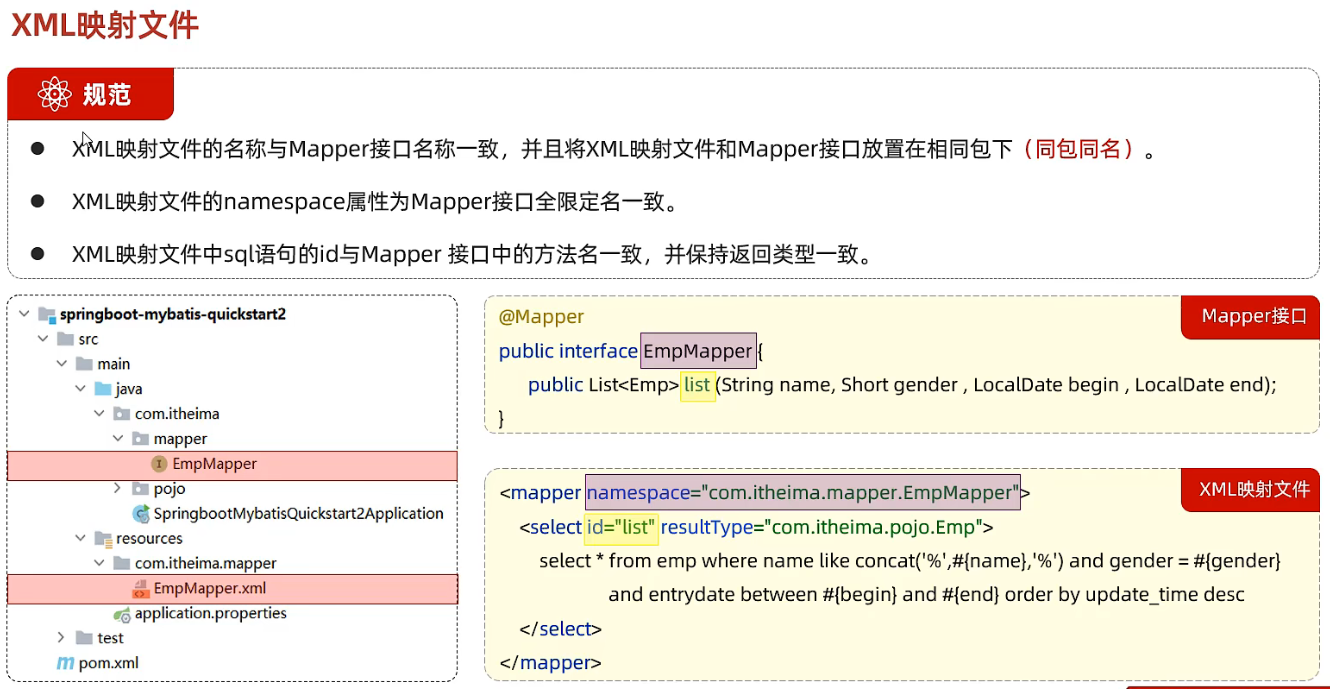 XML映射文件
规范
XML映射文件的名称与Mapper接口名称一致，并且将XML映射文件和Mapper接口放置在相同包下（同包同名）。
XML映射文件的namespace属性为Mapper接口全限定名一致。
XML映射文件中sql语句的id与Mapper 接口中的方法名一致，并保持返回类型一致。
springboot-mybatis-quickstart2
src
main
java
com.itheima
mapper
EmpMapper
pojo
SpringbootMybatisQuickstart2Application
resources
com.itheima.mapper
EmpMapper.xml
application.properties
test
pom.xml
Mapper接口
@Mapper
public interface EmpMapper {
public List<Emp> list (String name, Short gender , LocalDate begin , LocalDate end);
}
XML映射文件
<mapper namespace="com.itheima.mapper.EmpMapper">
<select id="list" resultType="com.itheima.pojo.Emp">
select * from emp where name like concat('%',#{name},'%') and gender = #{gender}
and entrydate between #{begin} and #{end} order by update_time desc
</select>
</mapper>